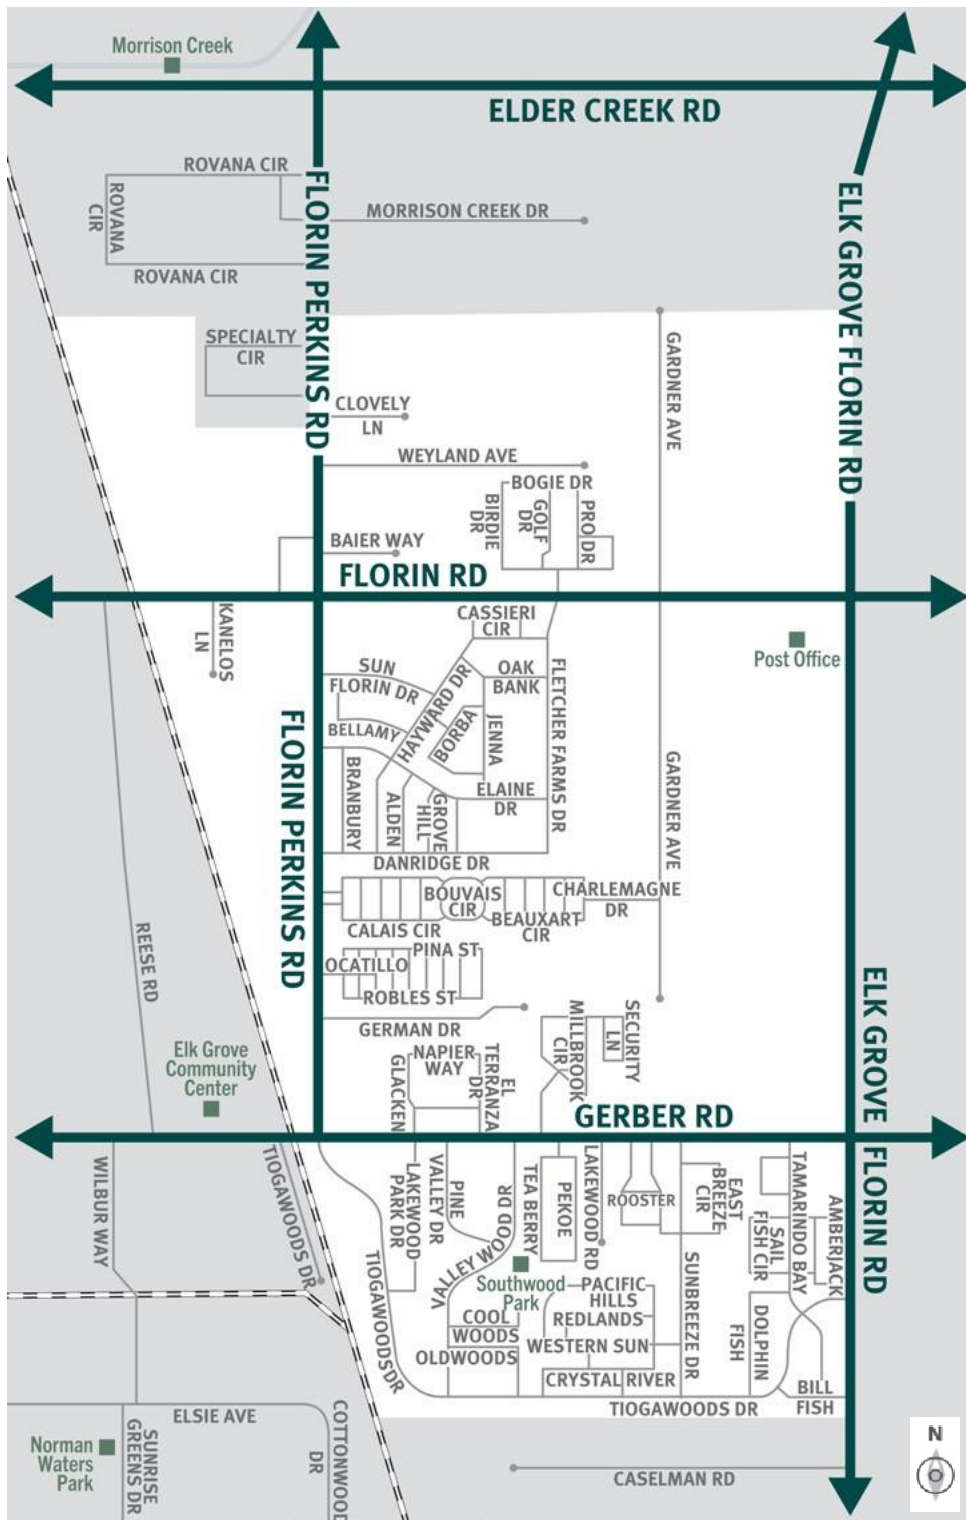 Morrison Creek
ELDER CREEK RD
ROVANA CIR
ROVANA
CIR
FLORIN PERKINS RD
MORRISON CREEK DR
ELK GROVE FLORIN RD
ROVANA CIR
SPECIALTY
CIR
GARDNER AVE
CLOVELY
LN
WEYLAND AVE
BOGIE DR
BIRDIE
DR
GOLF
DR
PRO DR
BAIER WAY
FLORIN RD
KANELOS
LN
CASSIERI
CIR
Post Office
SUN
FLORIN DR
HAYWARD DR
OAK
BANK
FLETCHER FARMS DR
BELLAMY
BORBA
JENNA
FLORIN PERKINS RD
BRANBURY
ALDEN
GROVE
HILL
ELAINE
DR
GARDNER AVE
DANRIDGE DR
BOUVAIS
CIR
CHARLEMAGNE
DR
CALAIS CIR
BEAUXART
CIR
REESE RD
PINA ST
OCATILLO
ROBLES ST
GERMAN DR
MILLBROOK
CIR
SECURITY
LN
ELK GROVE FLORIN RD
Elk Grove
Community
Center
GLACKEN
NAPIER
WAY
EL
TERRANZA
DR
GERBER RD
WILBUR WAY
TIOGAWOODS DR
LAKEWOOD
PARK DR
PINE
VALLEY DR
VALLEY WOOD DR
TEA BERRY
PEKOE
LAKEWOOD RD
ROOSTER
EAST
BREEZE
CIR
SAIL
FISH CIR
TAMARINDO BAY
AMBERJACK
TIOGAWOODS DR
Southwood
Park
PACIFIC
HILLS
SUNBREEZE DR
COOL
WOODS
REDLANDS
OLDWOODS
WESTERN SUN
DOLPHIN
FISH
CRYSTAL RIVER
BILL
FISH
TIOGAWOODS DR
ELSIE AVE
Norman
Waters
Park
SUNRISE
GREENS DR
COTTONWOOD
DR
CASELMAN RD
N